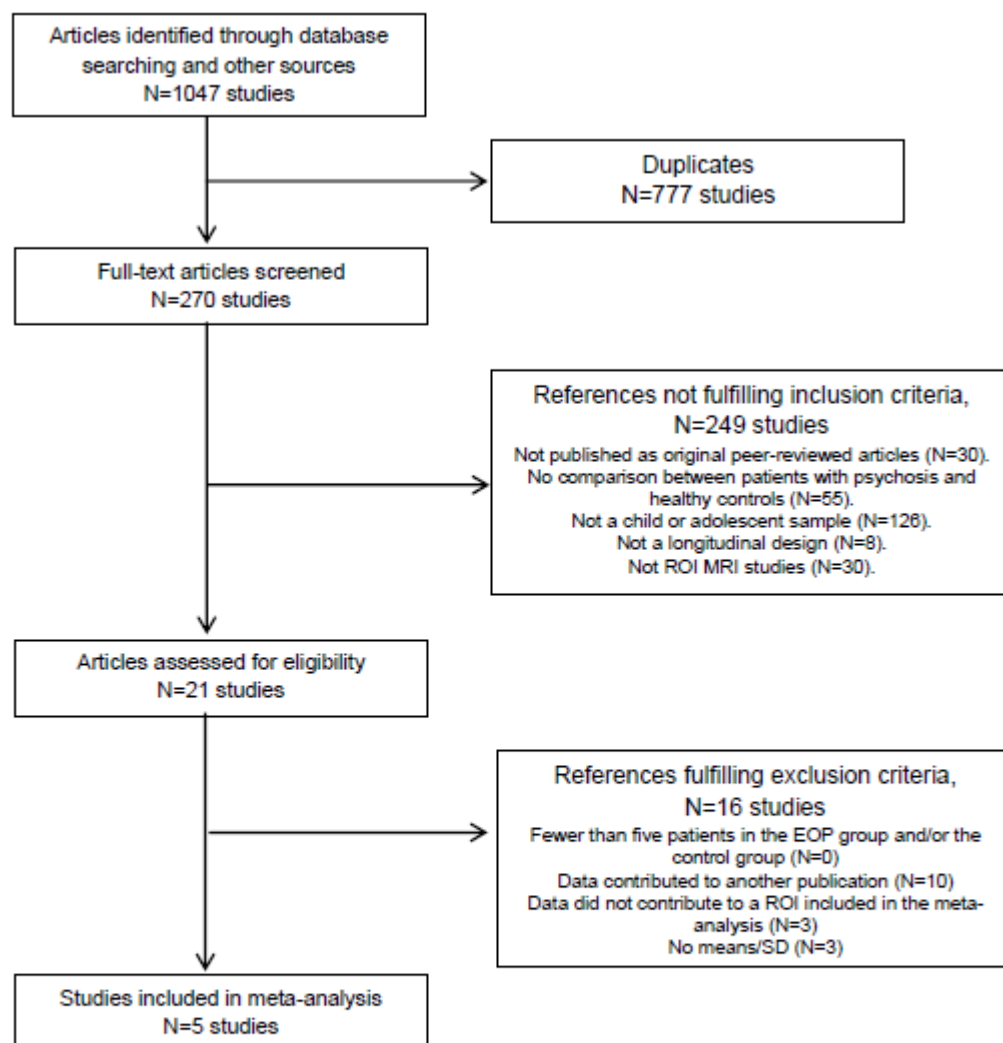 Articles identified through database
searching and other sources
N=1047 studies
Duplicates
N=777 studies
Full-text articles screened
N=270 studies
References not fulfilling inclusion criteria,
N=249 studies
Not published as original peer-reviewed articles (N=30).
No comparison between patients with psychosis and
healthy controls (N=55).
Not a child or adolescent sample (N=126).
Not a longitudinal design (N=8).
Not ROI MRI studies (N=30).
Articles assessed for eligibility
N=21 studies
References fulfilling exclusion criteria,
N=16 studies
Fewer than five patients in the EOP group and/or the
control group (N=0)
Data contributed to another publication (N=10)
Data did not contribute to a ROI included in the meta-
analysis (N=3)
No means/SD (N=3)
Studies included in meta-analysis
N=5 studies